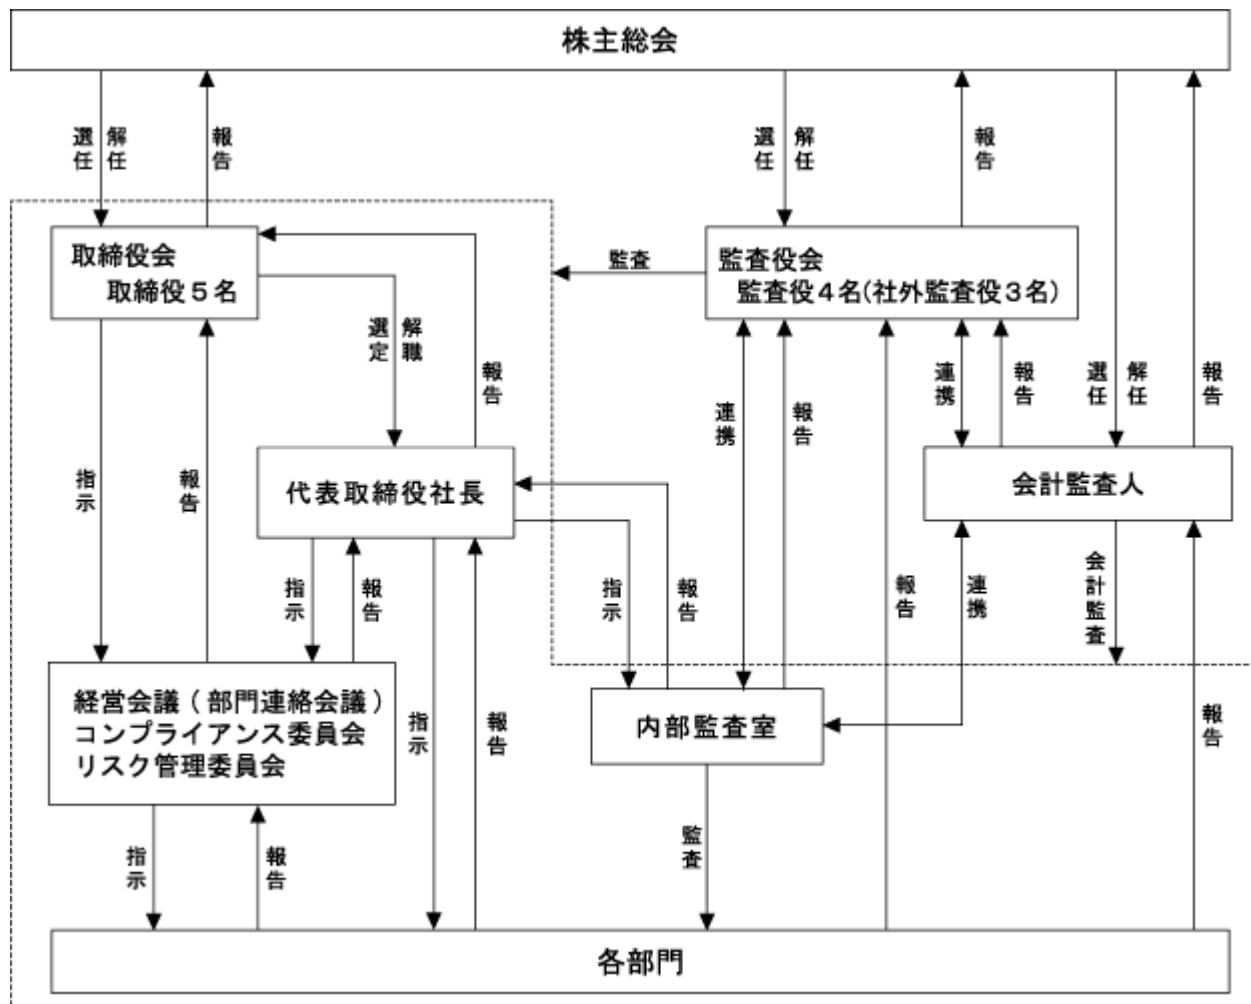 株主総会
選任
解任
報告
選任
解任
報告
取締役会
取締役5名
監査
監査役会
監査役4名(社外監査役3名)
選定
解職
報告
連携
報告
連携
報告
選任
解任
報告
指示
報告
代表取締役社長
会計監査人
指示
報告
指示
報告
報告
連携
会計監査
経営会議(部門連絡会議)
コンプライアンス委員会
リスク管理委員会
指示
報告
内部監査室
報告
指示
報告
監査
各部門